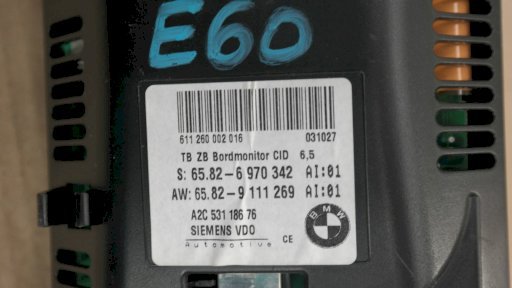 E60
611 260 002 016 031027
TB ZB Bordmonitor CID 6,5
S: 65.82-6 970 342 AI:01
AW: 65.82-9 111 269 AI:01
A2C 531 186 76
SIEMENS VDO
Automotive CE
BMW